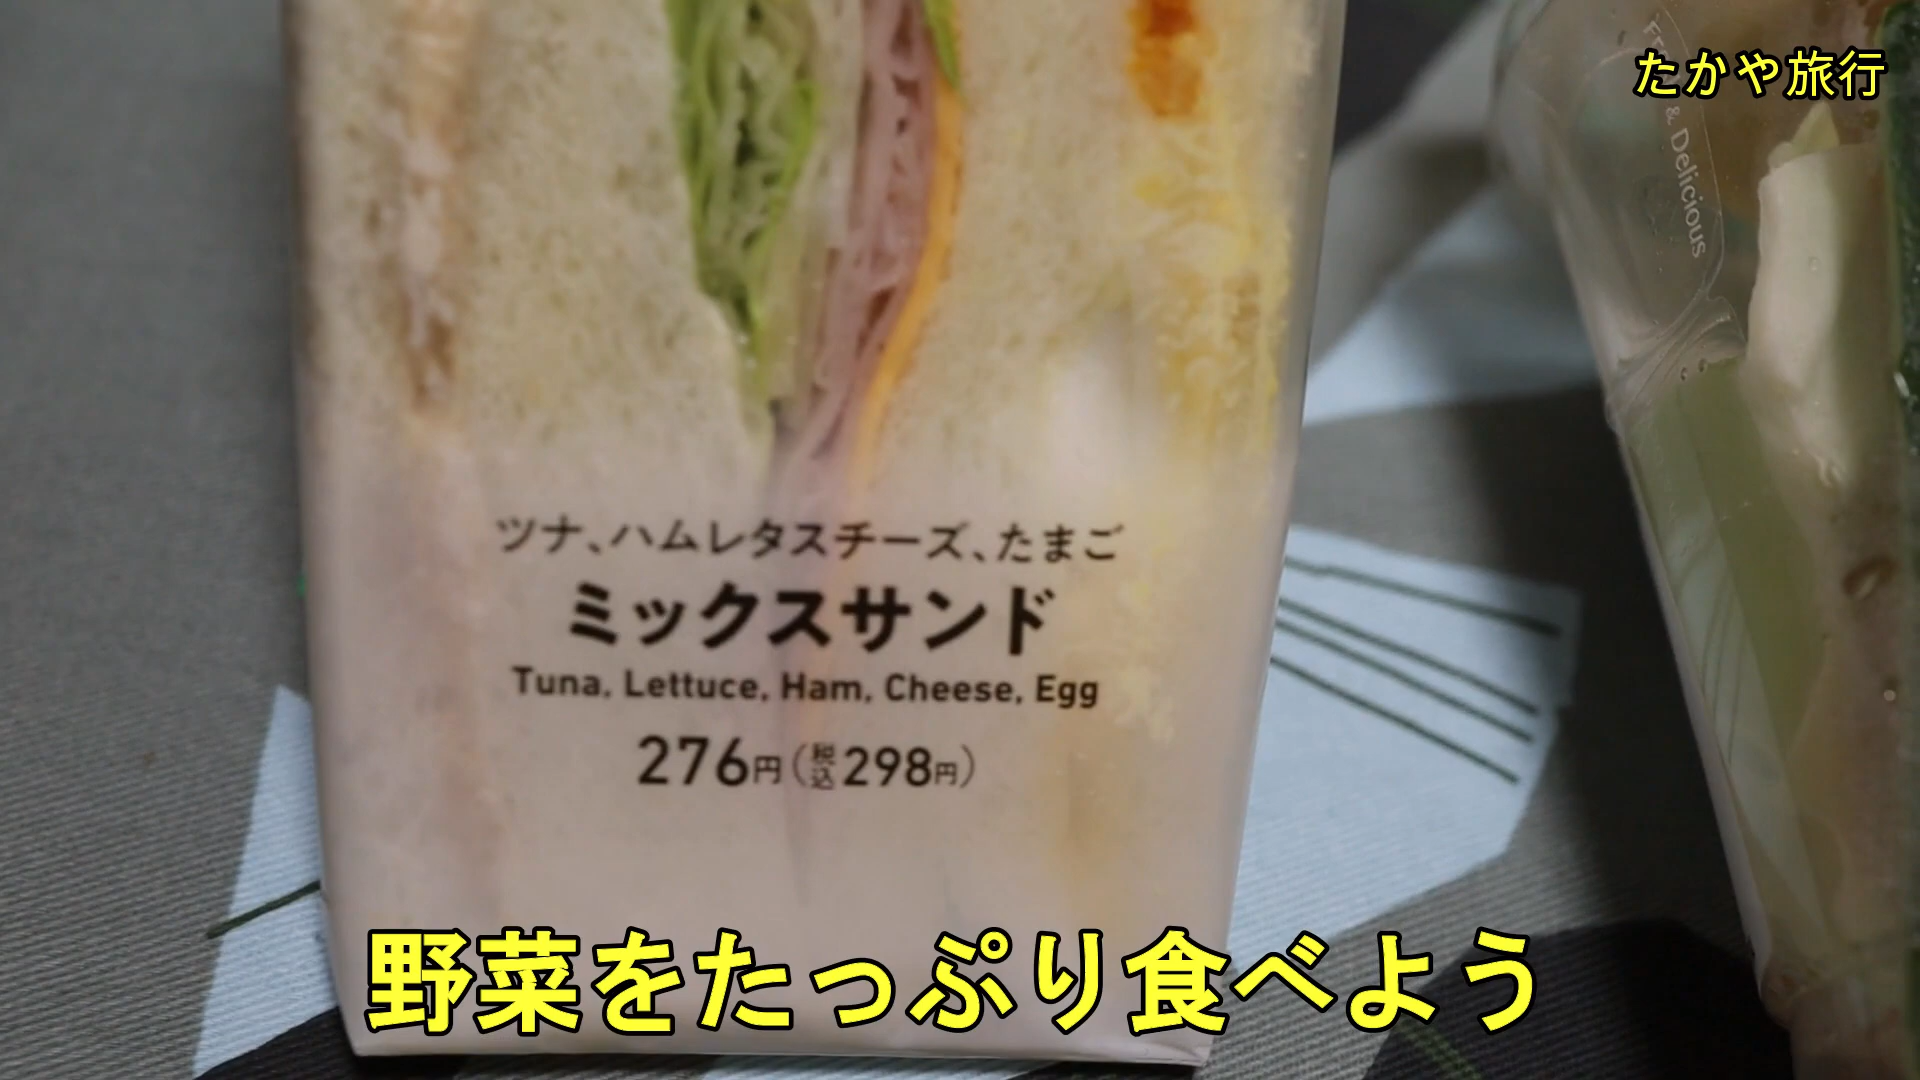 たかや旅行
& Delicious
ツナ、ハムレタスチーズ、たまご
ミックスサンド
Tuna, Lettuce, Ham, Cheese, Egg
276円(税込298円)
野菜をたっぷり食べよう